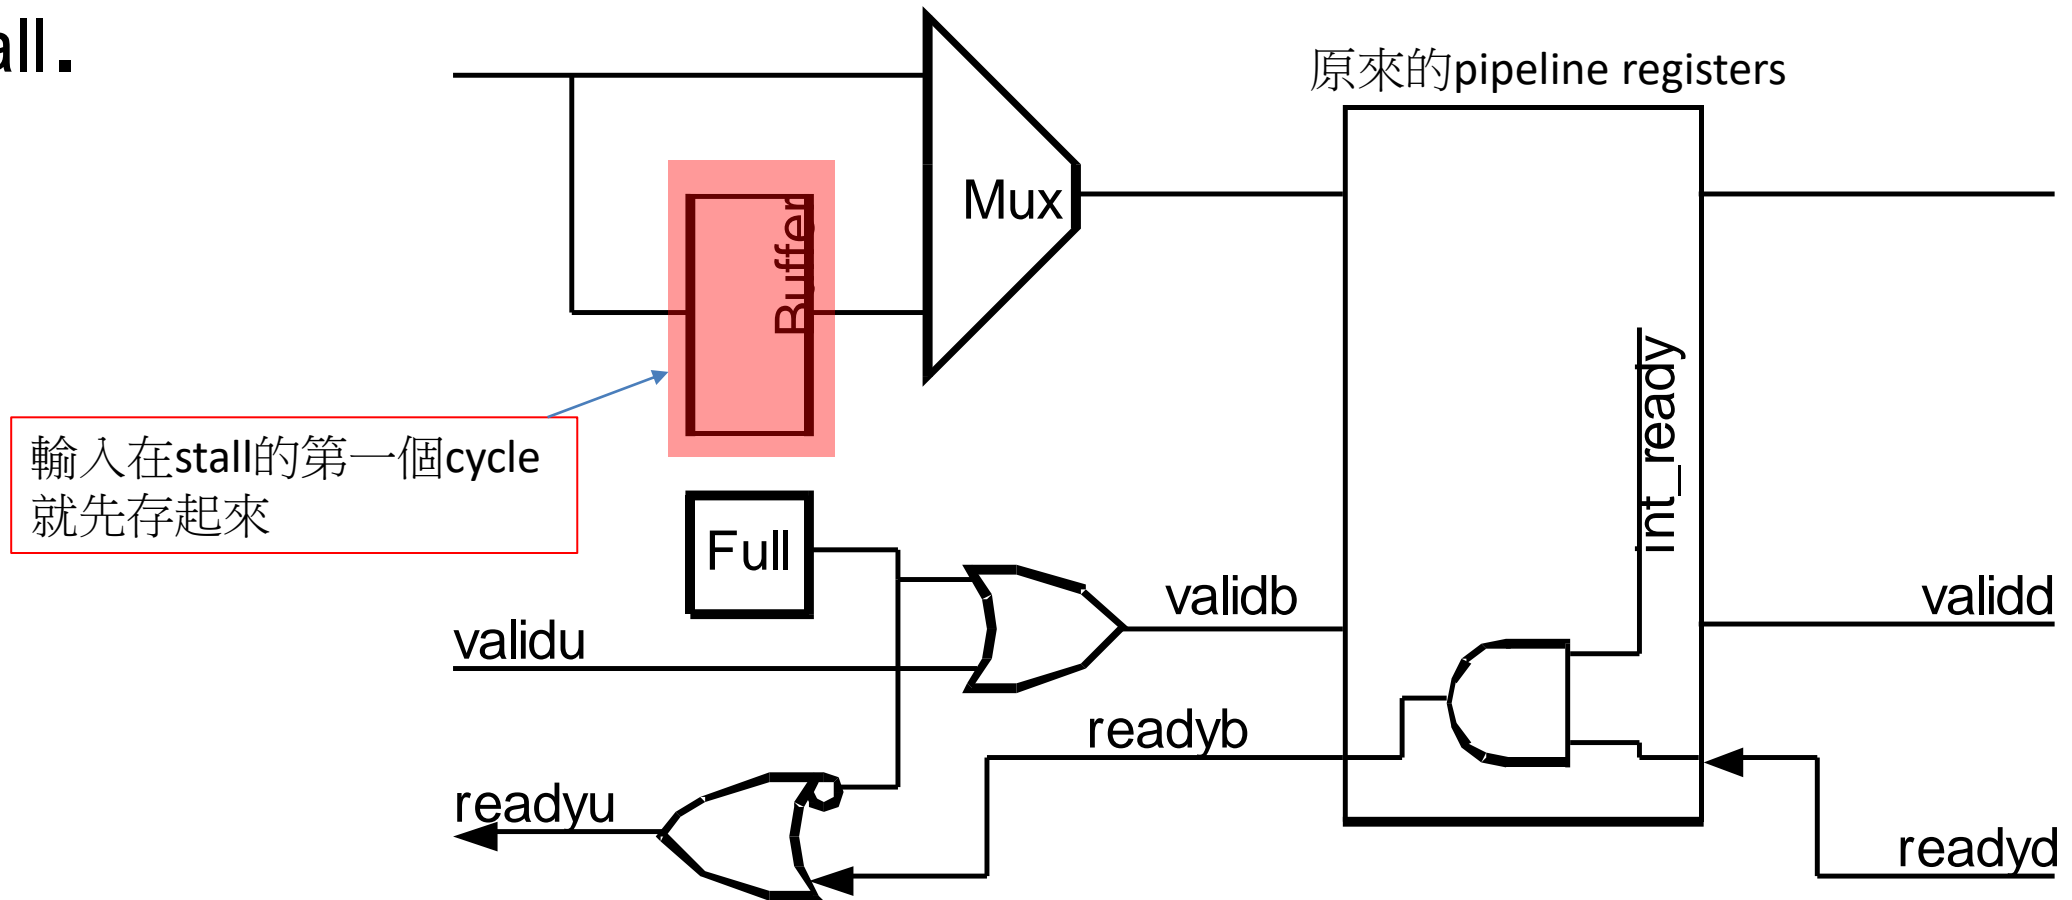 all.
原來的pipeline registers
Mux
Buffer
輸入在stall的第一個cycle
就先存起來
int_ready
Full
validb
validd
validu
readyb
readyu
readyd